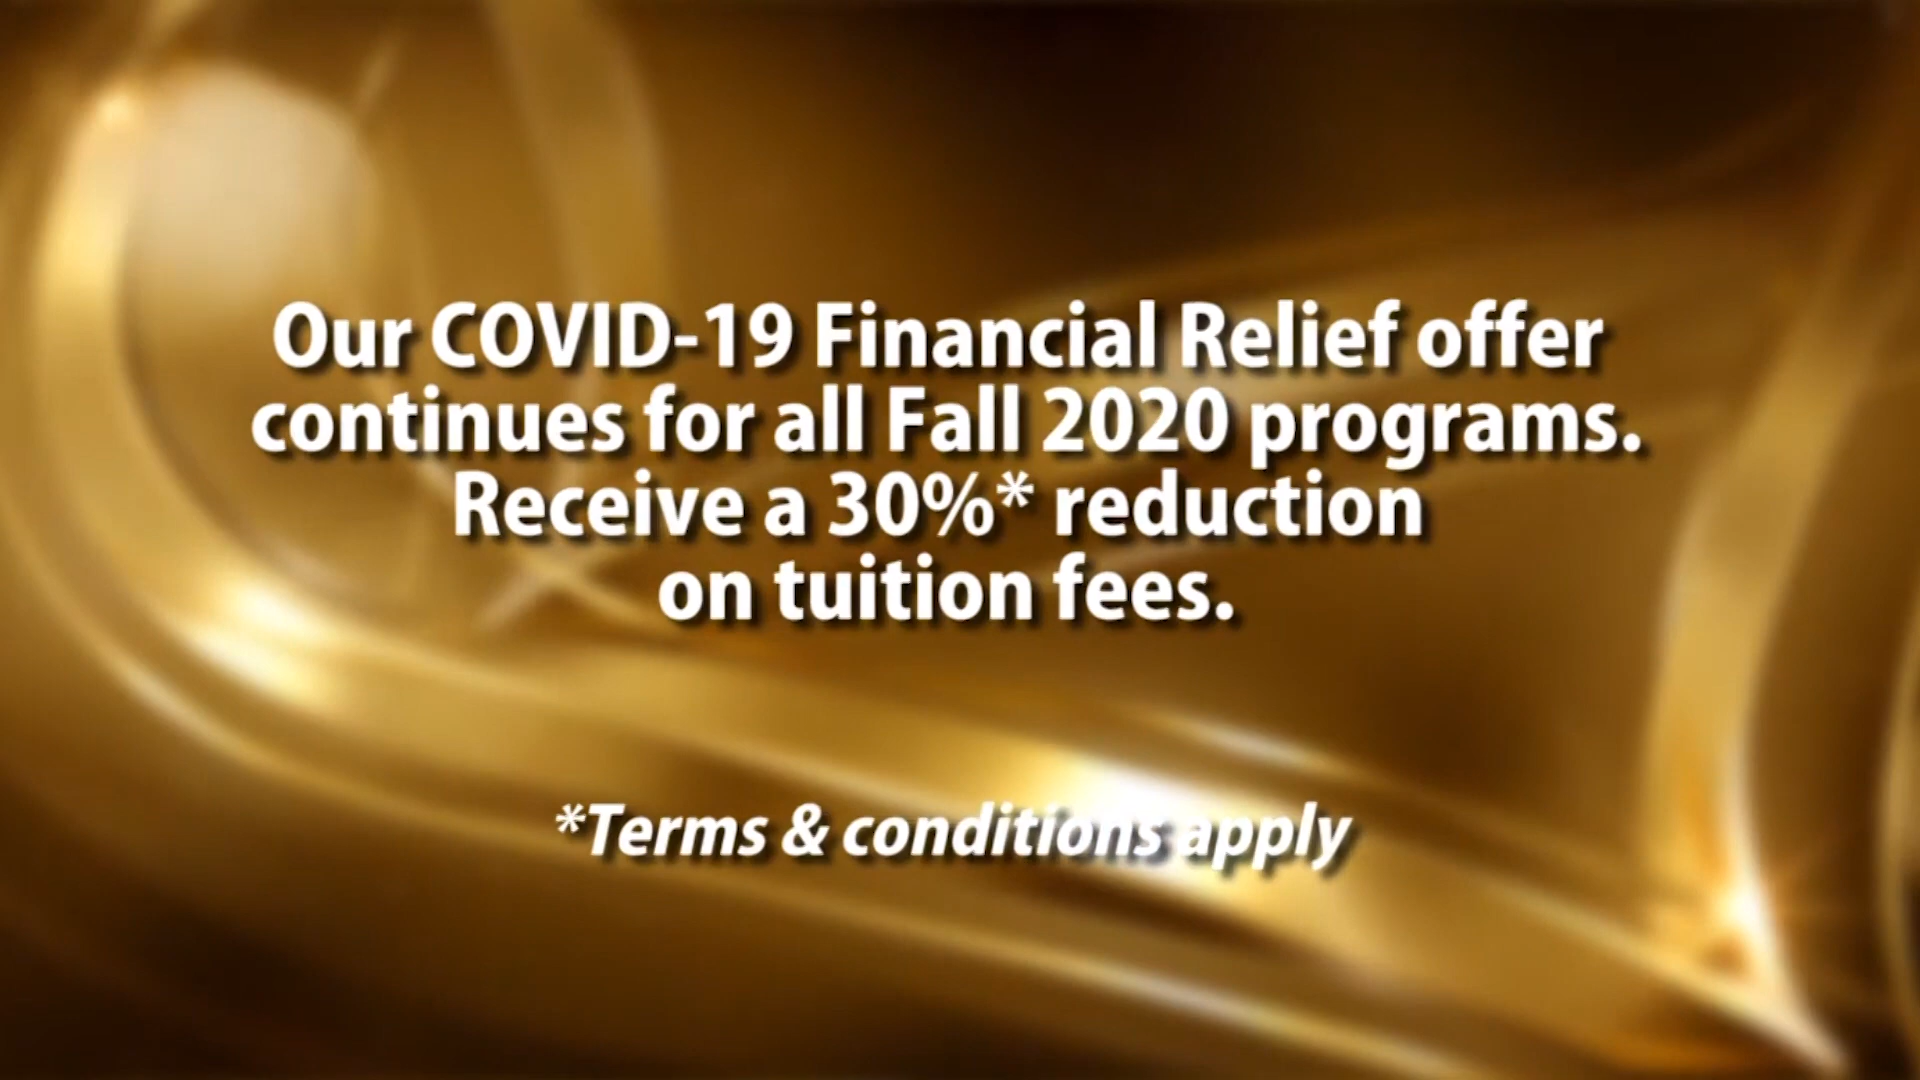 Our COVID-19 Financial Relief offer
continues for all Fall 2020 programs.
Receive a 30%* reduction
on tuition fees.
*Terms & conditions apply